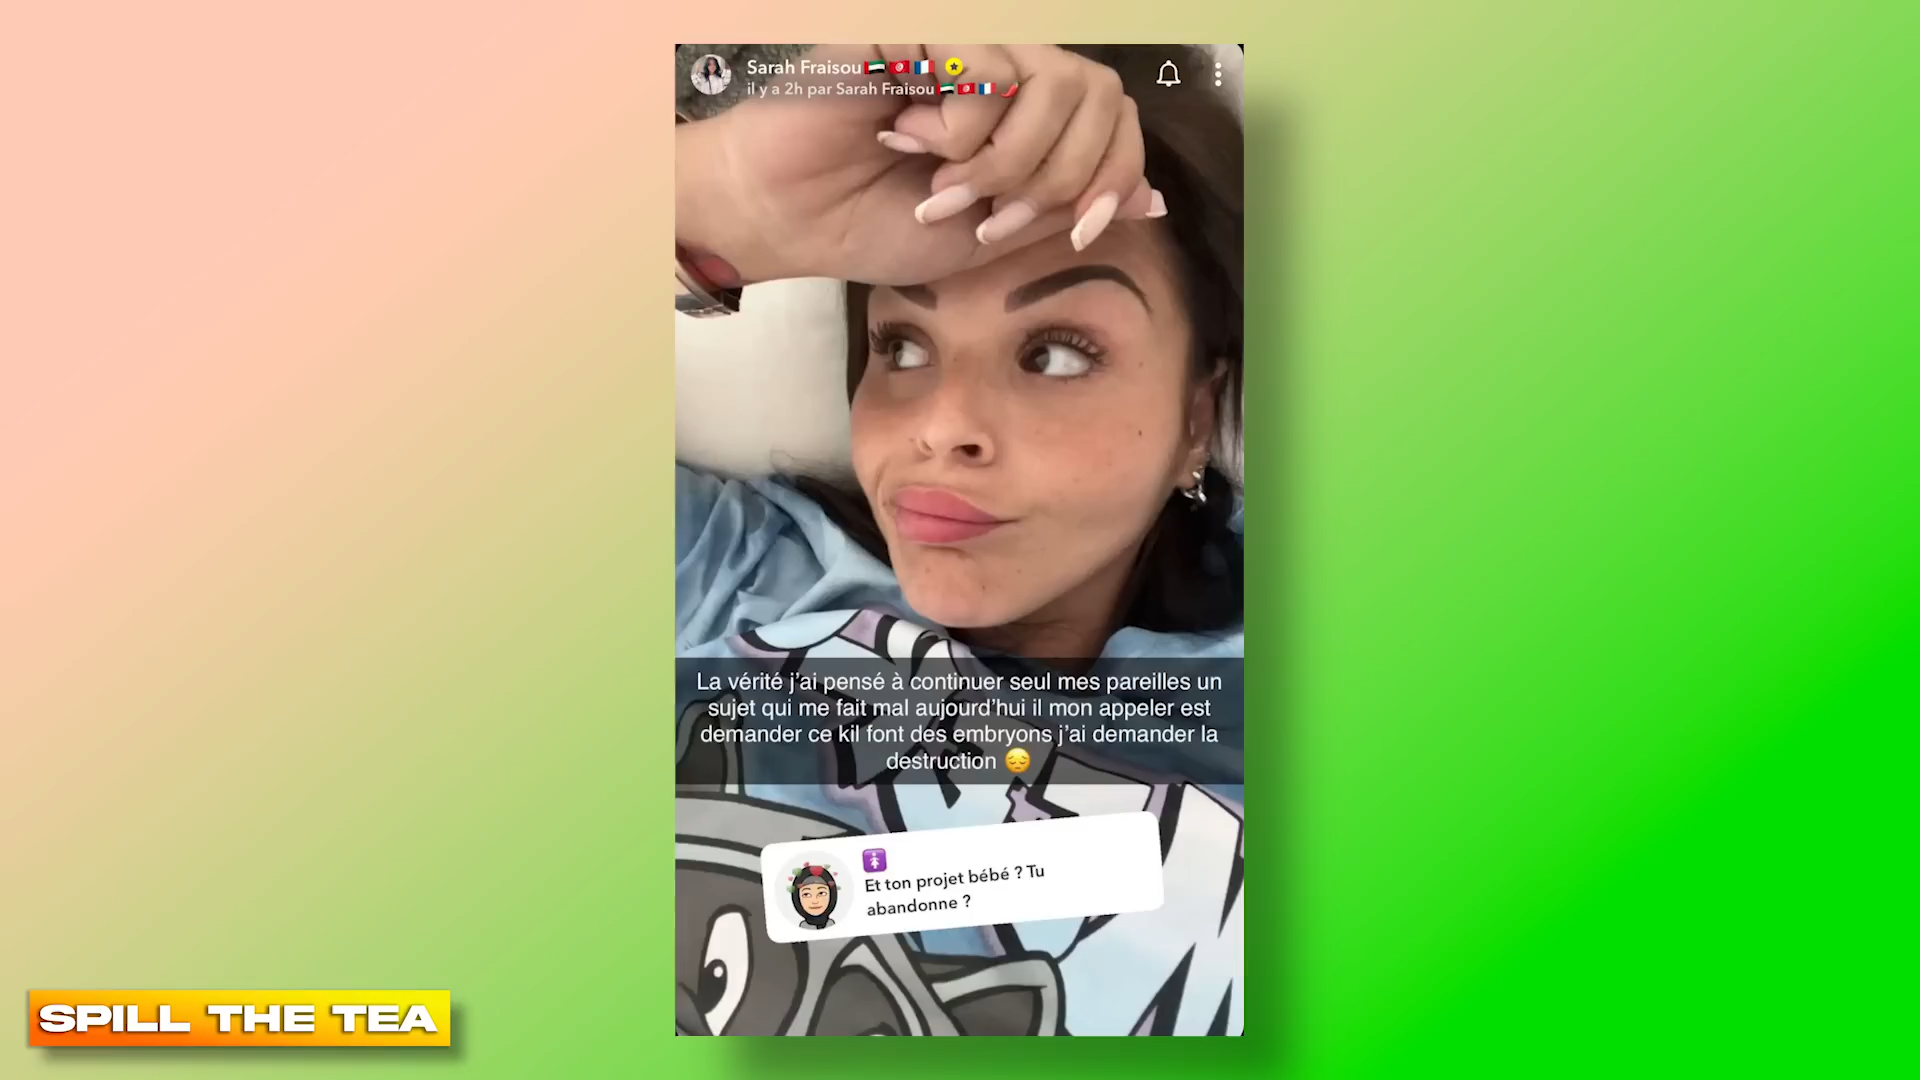 Sarah Fraisou🇦🇪🇹🇳🇫🇷
il y a 2h par Sarah Fraisou🇦🇪🇹🇳🇫🇷🌶️
La vérité j'ai pensé à continuer seul mes pareilles un
sujet qui me fait mal aujourd'hui il mon appeler est
demander ce kil font des embryons j'ai demander la
destruction 😔
🚺
Et ton projet bébé ? Tu
abandonne ?
SPILL THE TEA